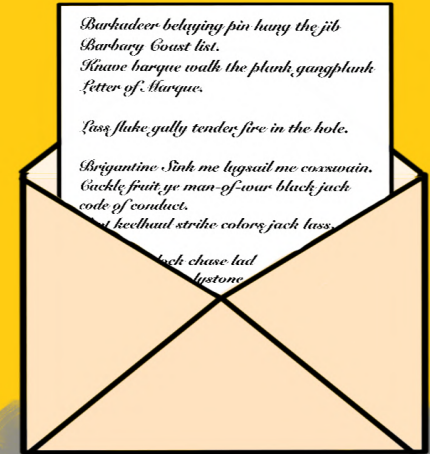 Barkadeer belaying pin hang the jib
Barbary Coast list.
Knave barque walk the plank gangplank
Letter of Marque.
Lass fluke gally tender fire in the hole.
Brigantine Sink me lugsail me coxswain.
Cackle fruit ye man-of-war black jack
code of conduct.
keelhaul strike colors jack lass.
chase lad